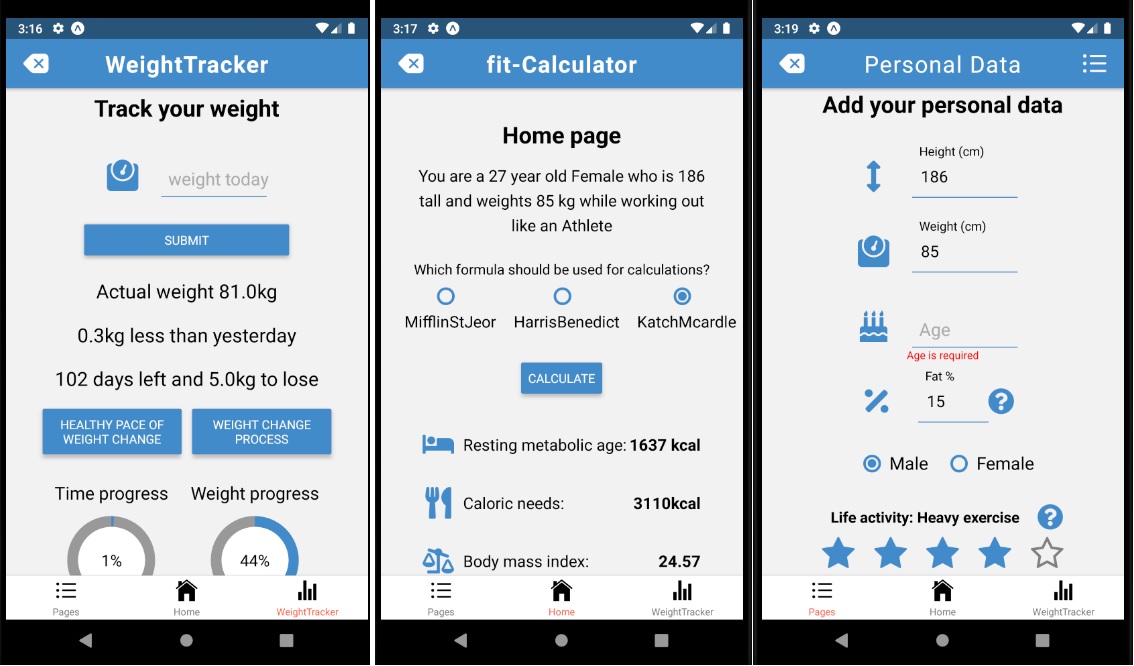 3:16
WeightTracker
Track your weight
weight today
SUBMIT
Actual weight 81.0kg
0.3kg less than yesterday
102 days left and 5.0kg to lose
HEALTHY PACE OF
WEIGHT CHANGE
WEIGHT CHANGE
PROCESS
Time progress
Weight progress
1%
44%
Pages
Home
WeightTracker
3:17
fit-Calculator
Home page
You are a 27 year old Female who is 186
tall and weights 85 kg while working out
like an Athlete
Which formula should be used for calculations?
MifflinStJeor
HarrisBenedict
KatchMcardle
CALCULATE
Resting metabolic age: 1637 kcal
Caloric needs: 3110kcal
Body mass index: 24.57
Pages
Home
WeightTracker
3:19
Personal Data
Add your personal data
Height (cm)
186
Weight (cm)
85
Age
Age is required
Fat %
15
Male
Female
Life activity: Heavy exercise
Pages
Home
WeightTracker